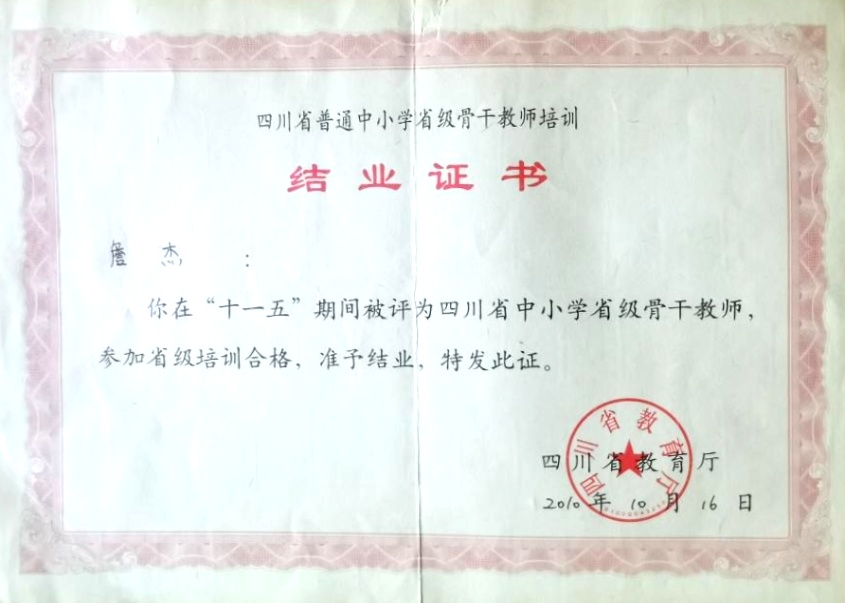 四川省普通中小学省级骨干教师培训
结业证书
詹 杰 :
你在“十一五”期间被评为四川省中小学省级骨干教师，
参加省级培训合格，准予结业，特发此证。
四川省教育厅
四川省教育厅
2010年 10月 16日